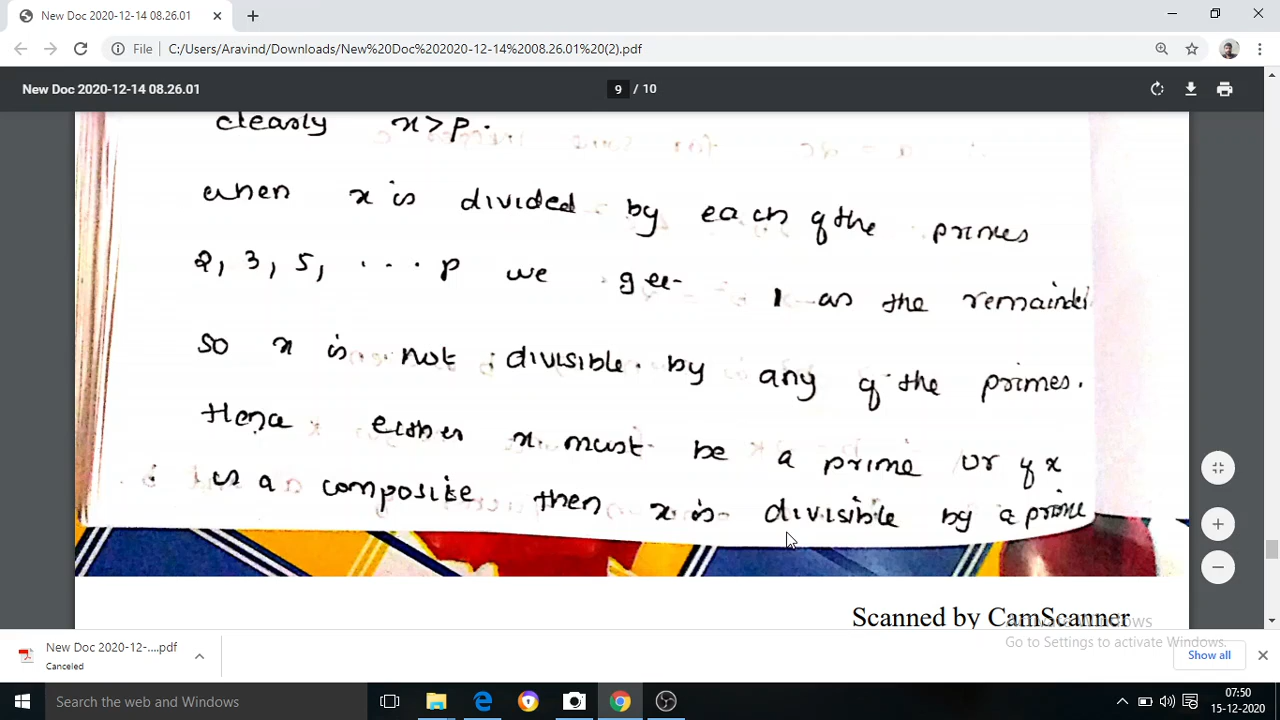 New Doc 2020-12-14 08.26.01
File C:/Users/Aravind/Downloads/New%20Doc%202020-12-14%2008.26.01%20(2).pdf
New Doc 2020-12-14 08.26.01 9 / 10
clearly x > p.
when x is divided by each of the primes
2, 3, 5, ... p we get 1 as the remainder
so x is not divisible by any of the primes.
Hence either x must be a prime or if x
is a composite then x is divisible by a prime
Scanned by CamScanner
Activate Windows
Go to Settings to activate Windows.
New Doc 2020-12-....pdf
Canceled
Show all
Search the web and Windows
07:50
15-12-2020